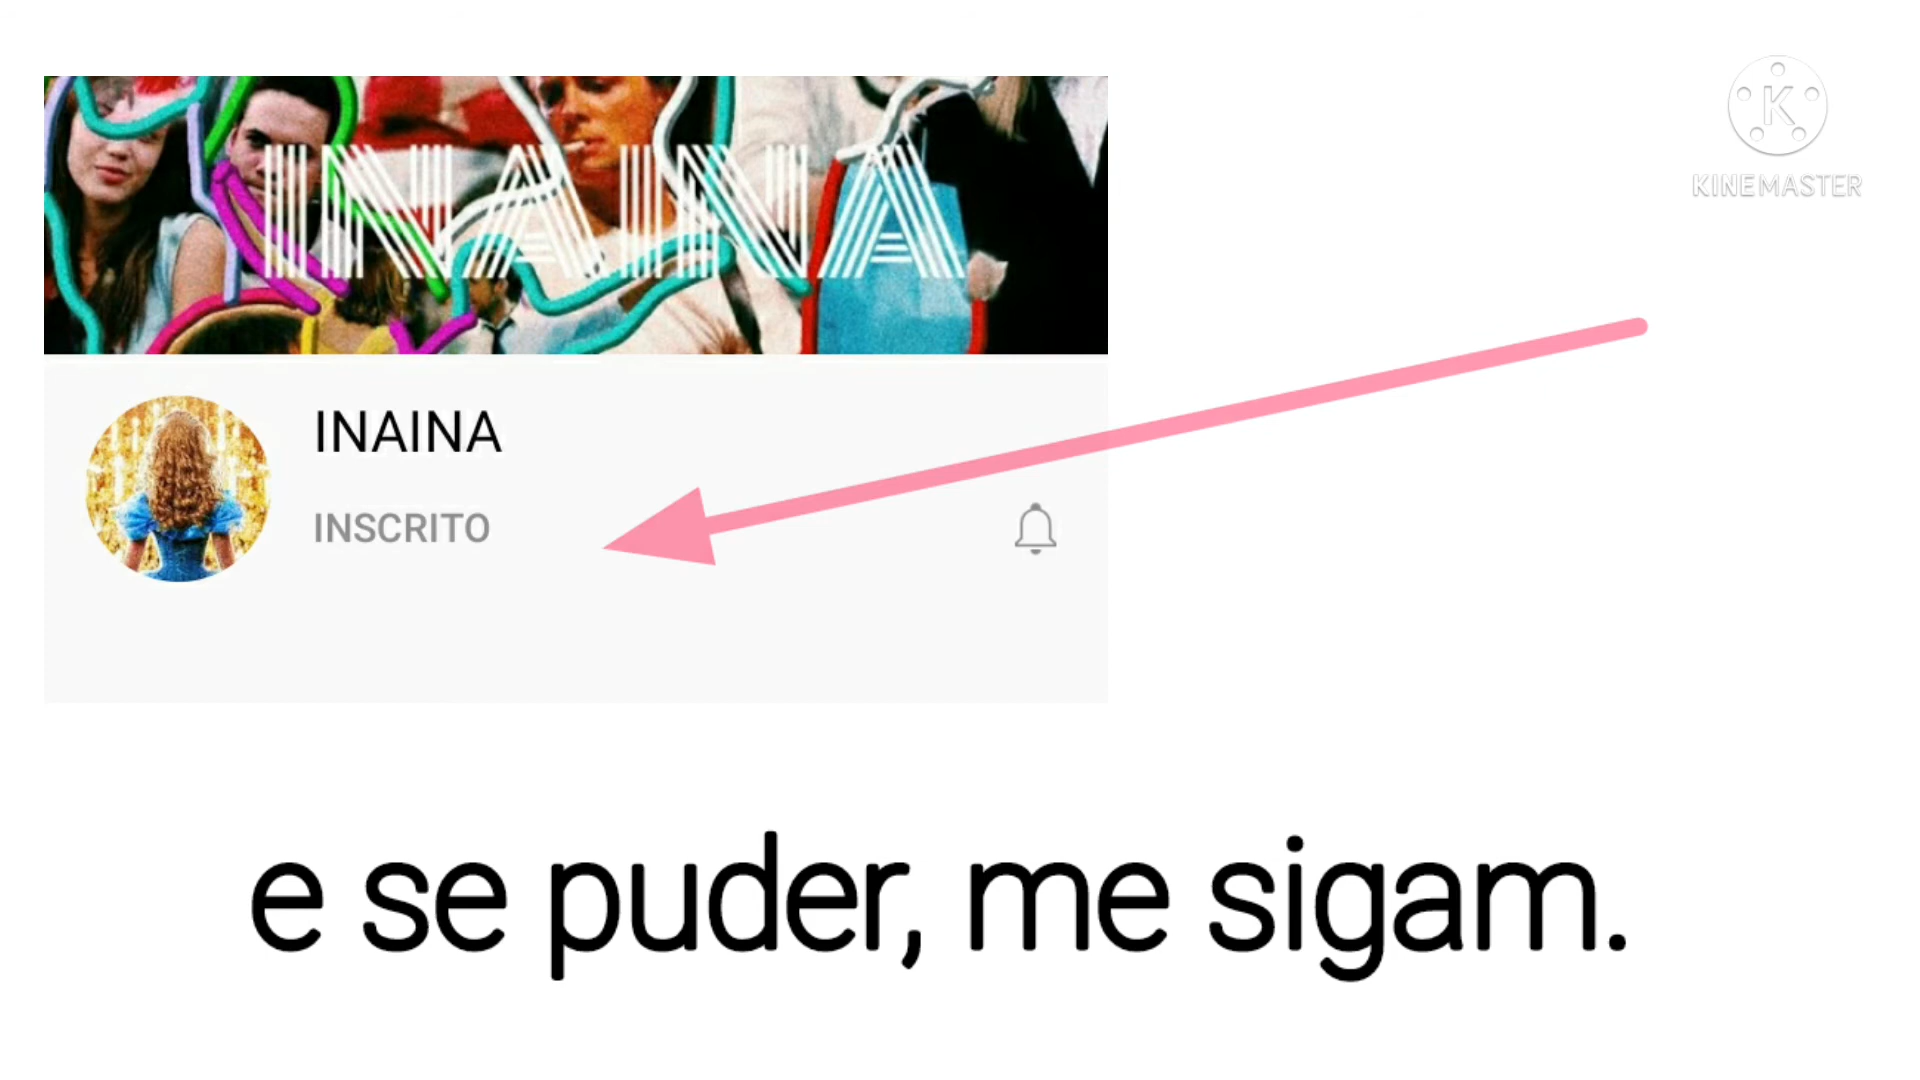 INAINA
KINEMASTER
INAINA
INSCRITO
e se puder, me sigam.